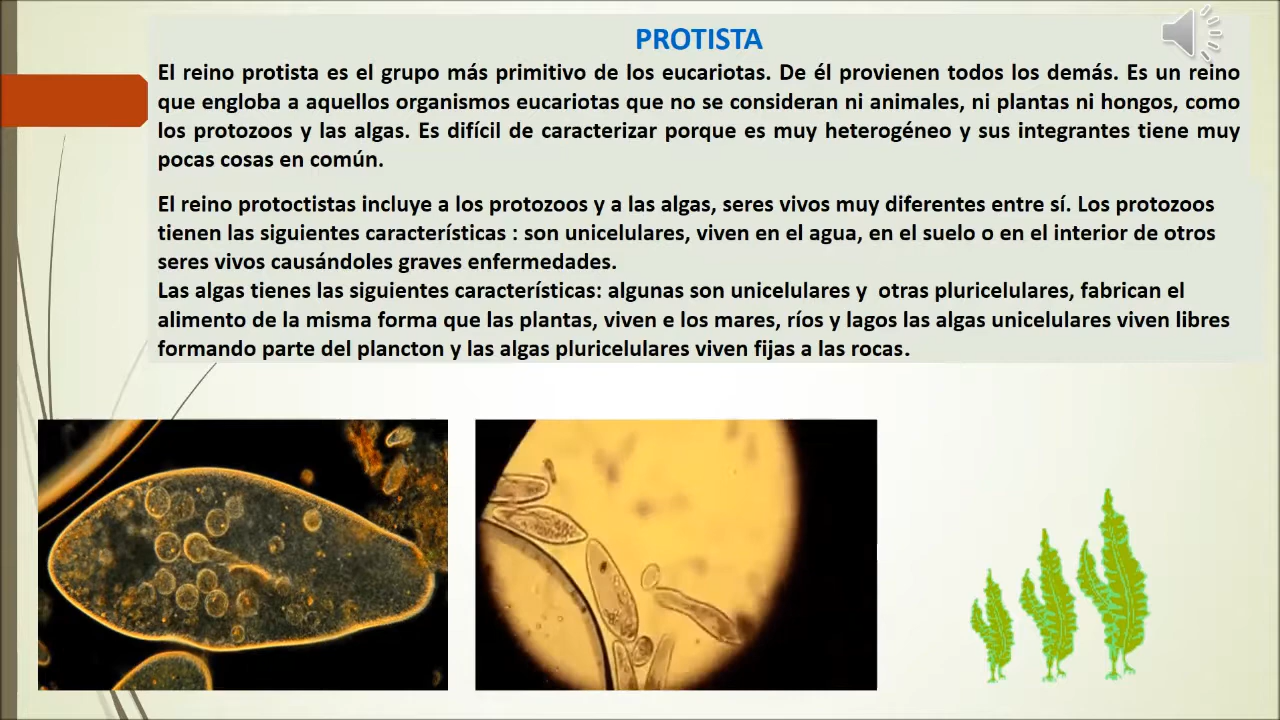 PROTISTA
El reino protista es el grupo más primitivo de los eucariotas. De él provienen todos los demás. Es un reino
que engloba a aquellos organismos eucariotas que no se consideran ni animales, ni plantas ni hongos, como
los protozoos y las algas. Es difícil de caracterizar porque es muy heterogéneo y sus integrantes tiene muy
pocas cosas en común.
El reino protoctistas incluye a los protozoos y a las algas, seres vivos muy diferentes entre sí. Los protozoos
tienen las siguientes características : son unicelulares, viven en el agua, en el suelo o en el interior de otros
seres vivos causándoles graves enfermedades.
Las algas tienes las siguientes características: algunas son unicelulares y otras pluricelulares, fabrican el
alimento de la misma forma que las plantas, viven e los mares, ríos y lagos las algas unicelulares viven libres
formando parte del plancton y las algas pluricelulares viven fijas a las rocas.